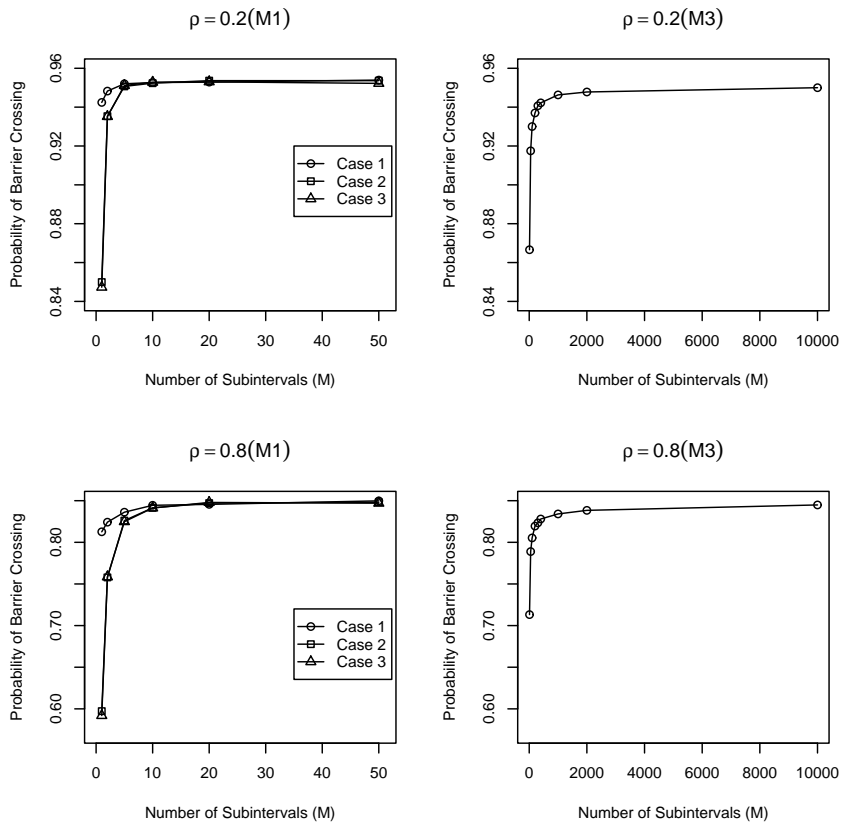 ρ = 0.2(M1)
Probability of Barrier Crossing
0.96
0.92
0.88
0.84
Case 1
Case 2
Case 3
0 10 20 30 40 50
Number of Subintervals (M)
ρ = 0.2(M3)
Probability of Barrier Crossing
0.96
0.92
0.88
0.84
0 2000 4000 6000 8000 10000
Number of Subintervals (M)
ρ = 0.8(M1)
Probability of Barrier Crossing
0.80
0.70
0.60
Case 1
Case 2
Case 3
0 10 20 30 40 50
Number of Subintervals (M)
ρ = 0.8(M3)
Probability of Barrier Crossing
0.80
0.70
0.60
0 2000 4000 6000 8000 10000
Number of Subintervals (M)